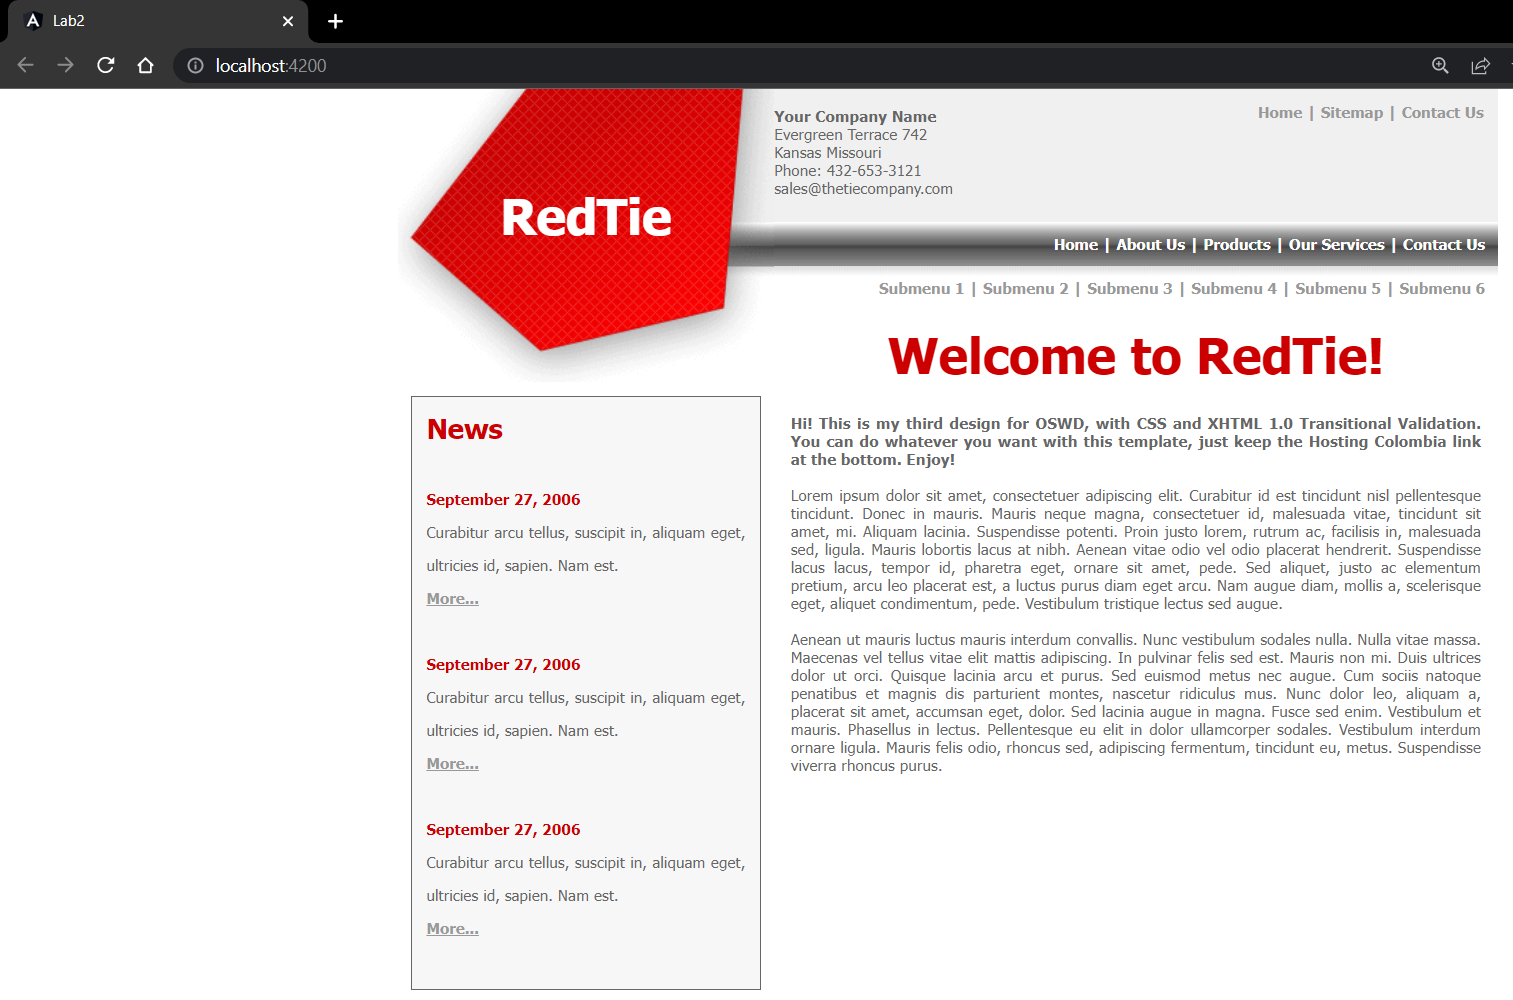 Lab2
localhost:4200
RedTie
Your Company Name
Evergreen Terrace 742
Kansas Missouri
Phone: 432-653-3121
sales@thetiecompany.com
Home | Sitemap | Contact Us
Home | About Us | Products | Our Services | Contact Us
Submenu 1 | Submenu 2 | Submenu 3 | Submenu 4 | Submenu 5 | Submenu 6
News
September 27, 2006
Curabitur arcu tellus, suscipit in, aliquam eget,
ultricies id, sapien. Nam est.
More...
September 27, 2006
Curabitur arcu tellus, suscipit in, aliquam eget,
ultricies id, sapien. Nam est.
More...
September 27, 2006
Curabitur arcu tellus, suscipit in, aliquam eget,
ultricies id, sapien. Nam est.
More...
Welcome to RedTie!
Hi! This is my third design for OSWD, with CSS and XHTML 1.0 Transitional Validation.
You can do whatever you want with this template, just keep the Hosting Colombia link
at the bottom. Enjoy!
Lorem ipsum dolor sit amet, consectetuer adipiscing elit. Curabitur id est tincidunt nisl pellentesque
tincidunt. Donec in mauris. Mauris neque magna, consectetuer id, malesuada vitae, tincidunt sit
amet, mi. Aliquam lacinia. Suspendisse potenti. Proin justo lorem, rutrum ac, facilisis in, malesuada
sed, ligula. Mauris lobortis lacus at nibh. Aenean vitae odio vel odio placerat hendrerit. Suspendisse
lacus lacus, tempor id, pharetra eget, ornare sit amet, pede. Sed aliquet, justo ac elementum
pretium, arcu leo placerat est, a luctus purus diam eget arcu. Nam augue diam, mollis a, scelerisque
eget, aliquet condimentum, pede. Vestibulum tristique lectus sed augue.
Aenean ut mauris luctus mauris interdum convallis. Nunc vestibulum sodales nulla. Nulla vitae massa.
Maecenas vel tellus vitae elit mattis adipiscing. In pulvinar felis sed est. Mauris non mi. Duis ultrices
dolor ut orci. Quisque lacinia arcu et purus. Sed euismod metus nec augue. Cum sociis natoque
penatibus et magnis dis parturient montes, nascetur ridiculus mus. Nunc dolor leo, aliquam a,
placerat sit amet, accumsan eget, dolor. Sed lacinia augue in magna. Fusce sed enim. Vestibulum et
mauris. Phasellus in lectus. Pellentesque eu elit in dolor ullamcorper sodales. Vestibulum interdum
ornare ligula. Mauris felis odio, rhoncus sed, adipiscing fermentum, tincidunt eu, metus. Suspendisse
viverra rhoncus purus.